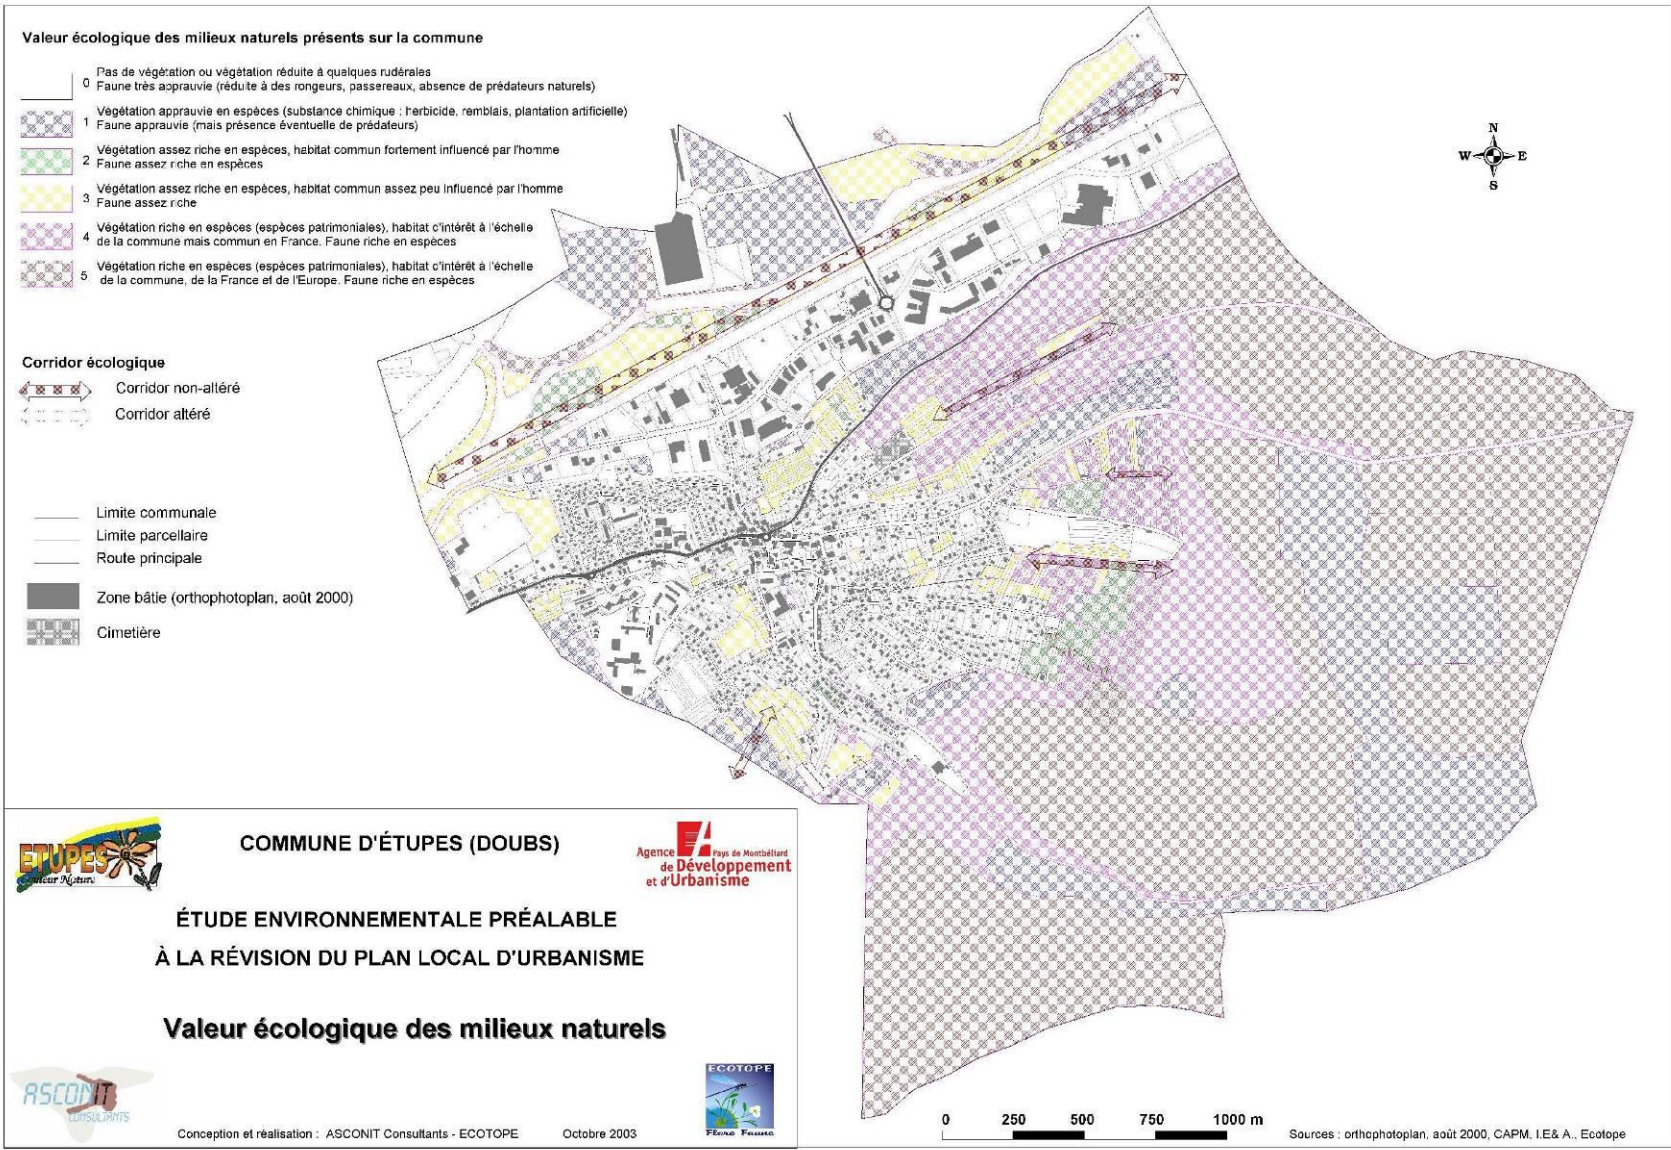 Valeur écologique des milieux naturels présents sur la commune
0 Pas de végétation ou végétation réduite à quelques rudérales
Faune très apprauvie (réduite à des rongeurs, passereaux, absence de prédateurs naturels)
1 Végétation apprauvie en espèces (substance chimique : herbicide, remblais, plantation artificielle)
Faune apprauvie (mais présence éventuelle de prédateurs)
2 Végétation assez riche en espèces, habitat commun fortement influencé par l'homme
Faune assez riche en espèces
3 Végétation assez riche en espèces, habitat commun assez peu influencé par l'homme
Faune assez riche
4 Végétation riche en espèces (espèces patrimoniales), habitat d'intérêt à l'échelle
de la commune mais commun en France. Faune riche en espèces
5 Végétation riche en espèces (espèces patrimoniales), habitat d'intérêt à l'échelle
de la commune, de la France et de l'Europe. Faune riche en espèces
N
W E
S
Corridor écologique
Corridor non-altéré
Corridor altéré
Limite communale
Limite parcellaire
Route principale
Zone bâtie (orthophotoplan, août 2000)
Cimetière
ETUPES
Couleur Nature
COMMUNE D'ÉTUPES (DOUBS)
Agence Pays de Montbéliard
de Développement
et d'Urbanisme
ÉTUDE ENVIRONNEMENTALE PRÉALABLE
À LA RÉVISION DU PLAN LOCAL D'URBANISME
Valeur écologique des milieux naturels
ASCONIT
CONSULTANTS
ECOTOPE
Flore Faune
Conception et réalisation : ASCONIT Consultants - ECOTOPE Octobre 2003
0 250 500 750 1000 m
Sources : orthophotoplan, août 2000, CAPM, I.E& A., Ecotope